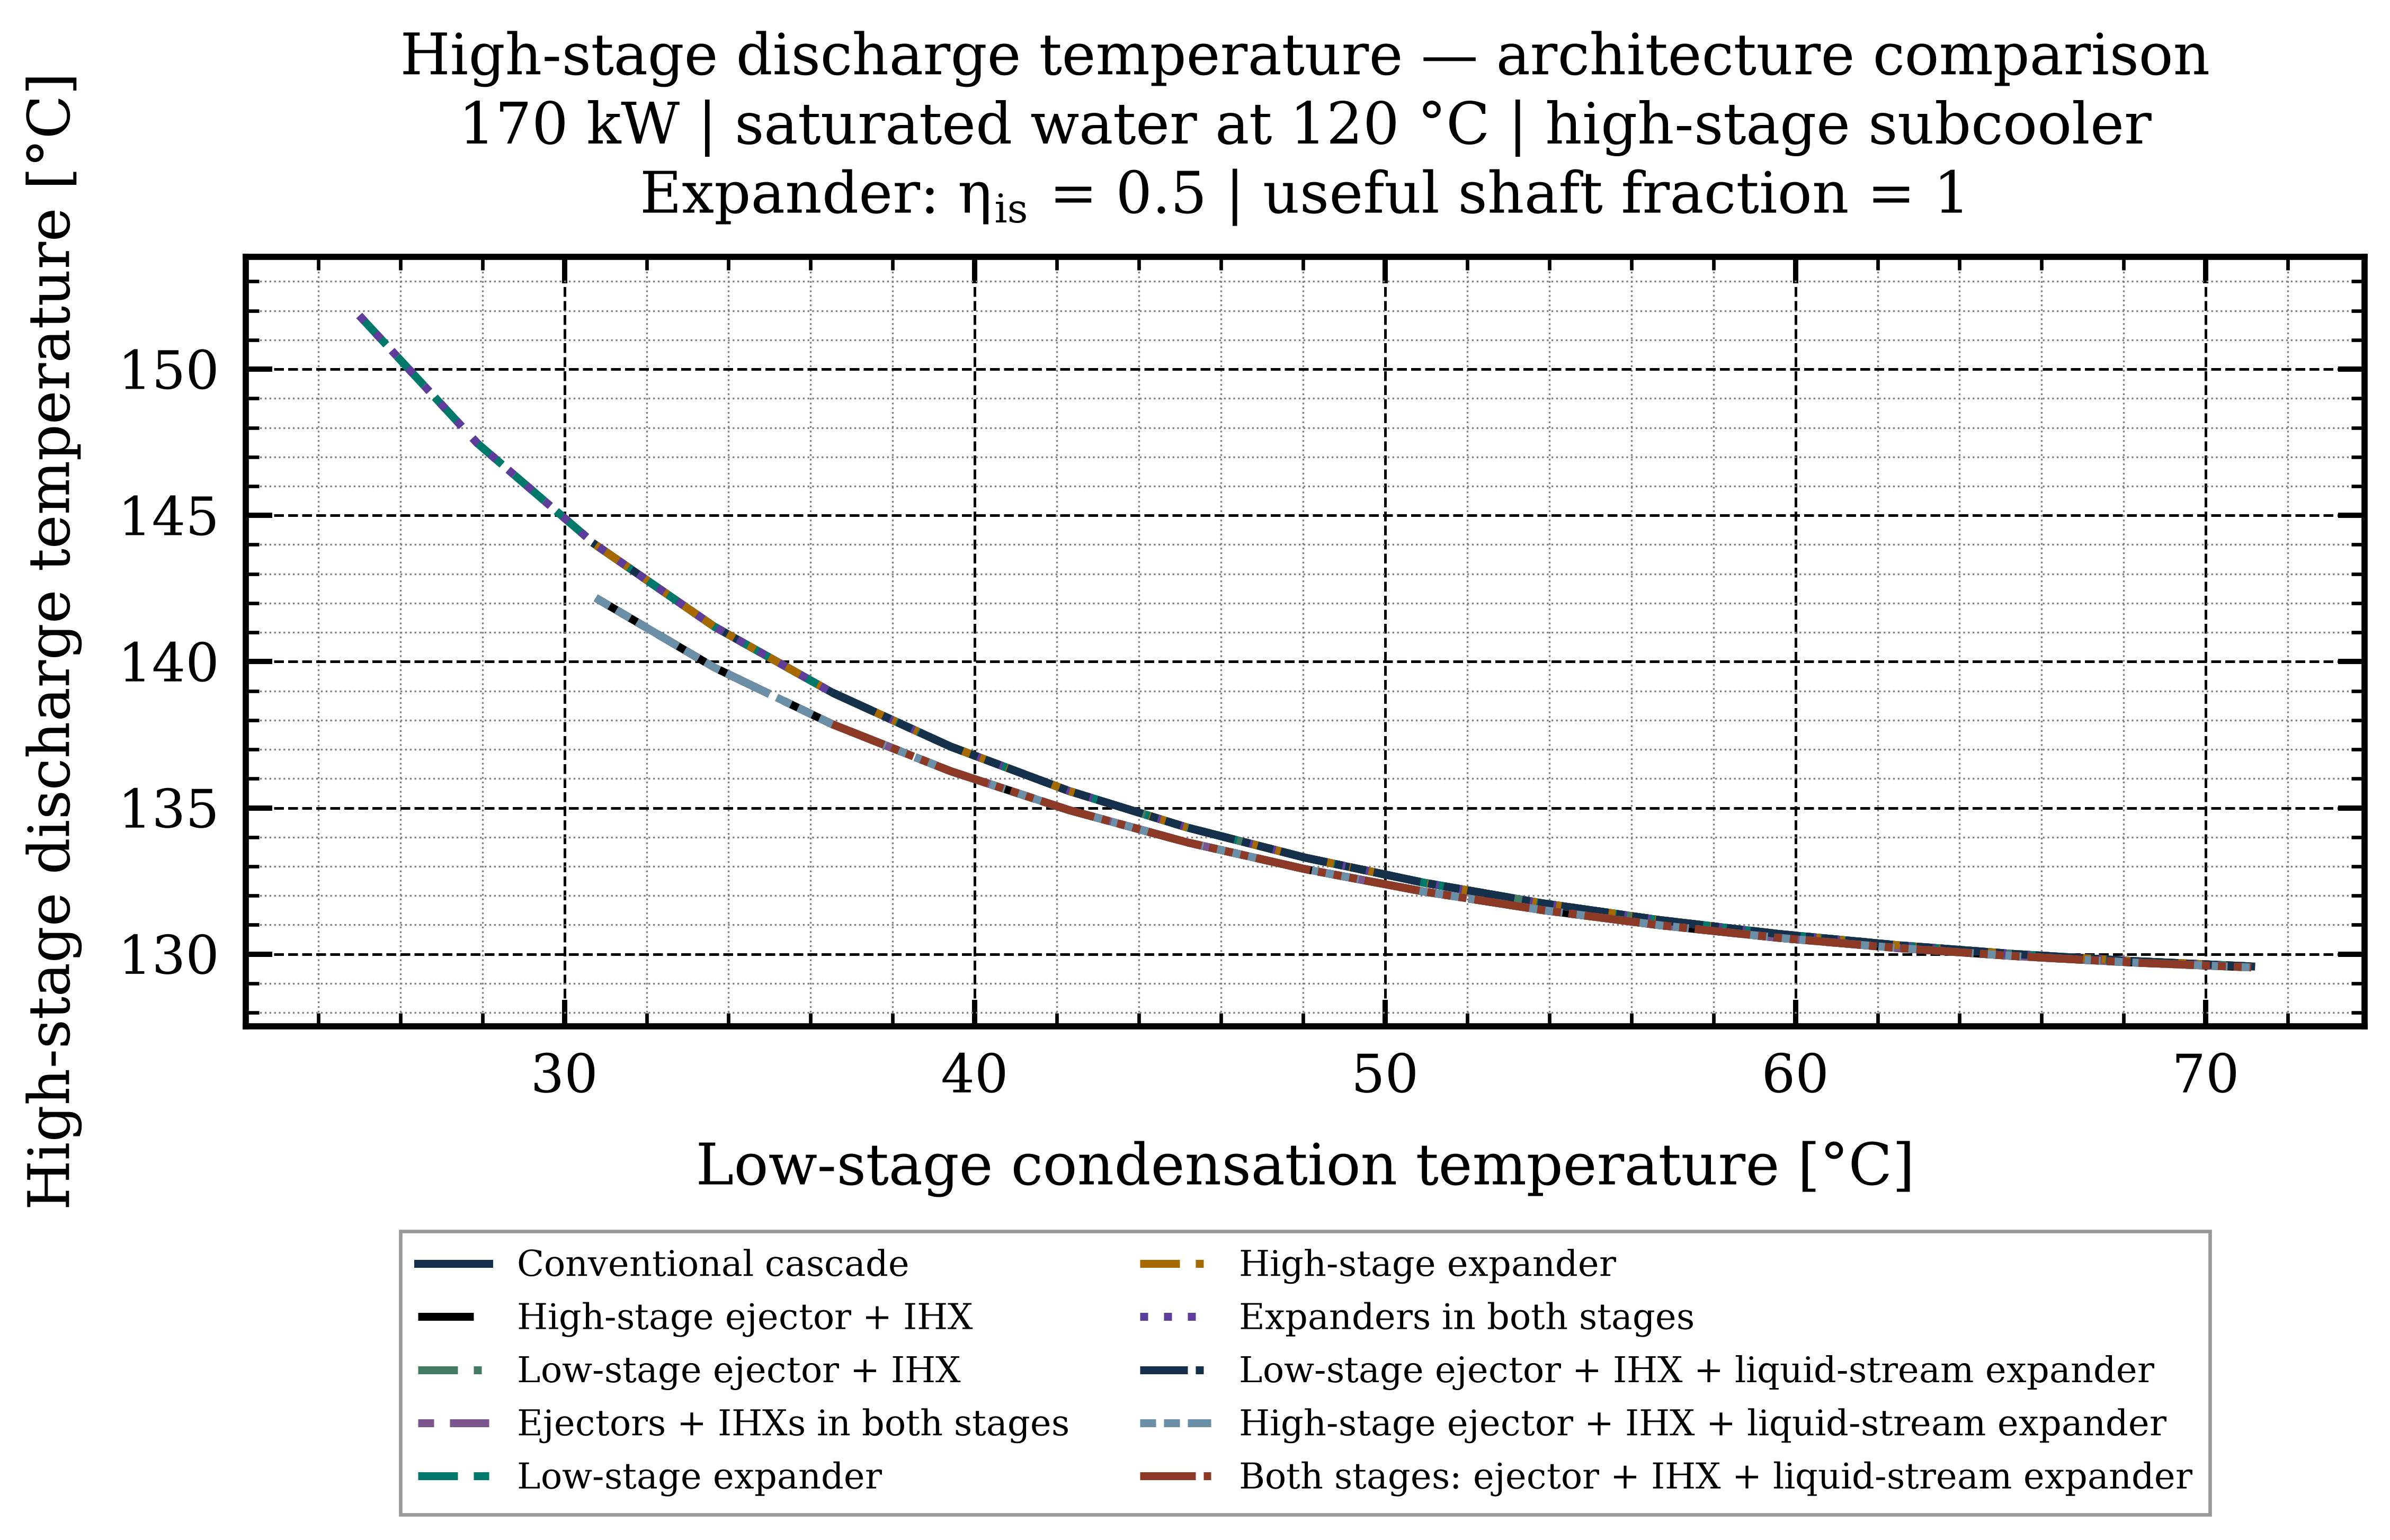 High-stage discharge temperature — architecture comparison
170 kW | saturated water at 120 °C | high-stage subcooler
Expander: ηis = 0.5 | useful shaft fraction = 1
High-stage discharge temperature [°C]
150
145
140
135
130
30 40 50 60 70
Low-stage condensation temperature [°C]
Conventional cascade
High-stage ejector + IHX
Low-stage ejector + IHX
Ejectors + IHXs in both stages
Low-stage expander
High-stage expander
Expanders in both stages
Low-stage ejector + IHX + liquid-stream expander
High-stage ejector + IHX + liquid-stream expander
Both stages: ejector + IHX + liquid-stream expander